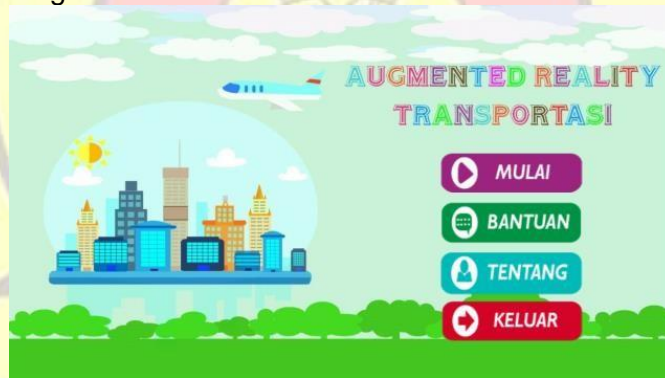 AUGMENTED REALITY
TRANSPORTASI
MULAI
BANTUAN
TENTANG
KELUAR